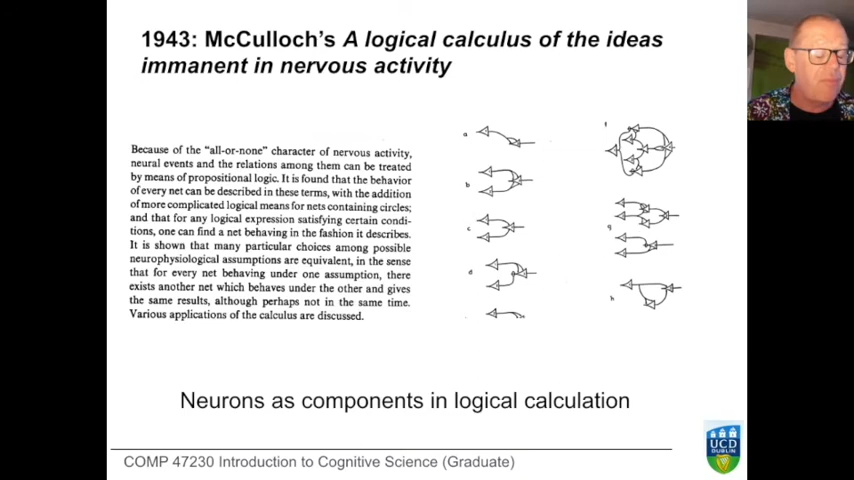 1943: McCulloch's A logical calculus of the ideas
immanent in nervous activity
Because of the "all-or-none" character of nervous activity,
neural events and the relations among them can be treated
by means of propositional logic. It is found that the behavior
of every net can be described in these terms, with the addition
of more complicated logical means for nets containing circles;
and that for any logical expression satisfying certain condi-
tions, one can find a net behaving in the fashion it describes.
It is shown that many particular choices among possible
neurophysiological assumptions are equivalent, in the sense
that for every net behaving under one assumption, there
exists another net which behaves under the other and gives
the same results, although perhaps not in the same time.
Various applications of the calculus are discussed.
a
b
c
d
f
g
h
Neurons as components in logical calculation
COMP 47230 Introduction to Cognitive Science (Graduate)
UCD
DUBLIN